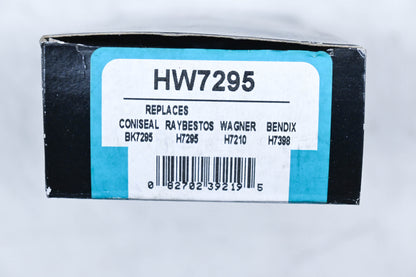 HW7295
REPLACES
CONISEAL RAYBESTOS WAGNER BENDIX
BK7295 H7295 H7210 H7398
0 82702 39219 5